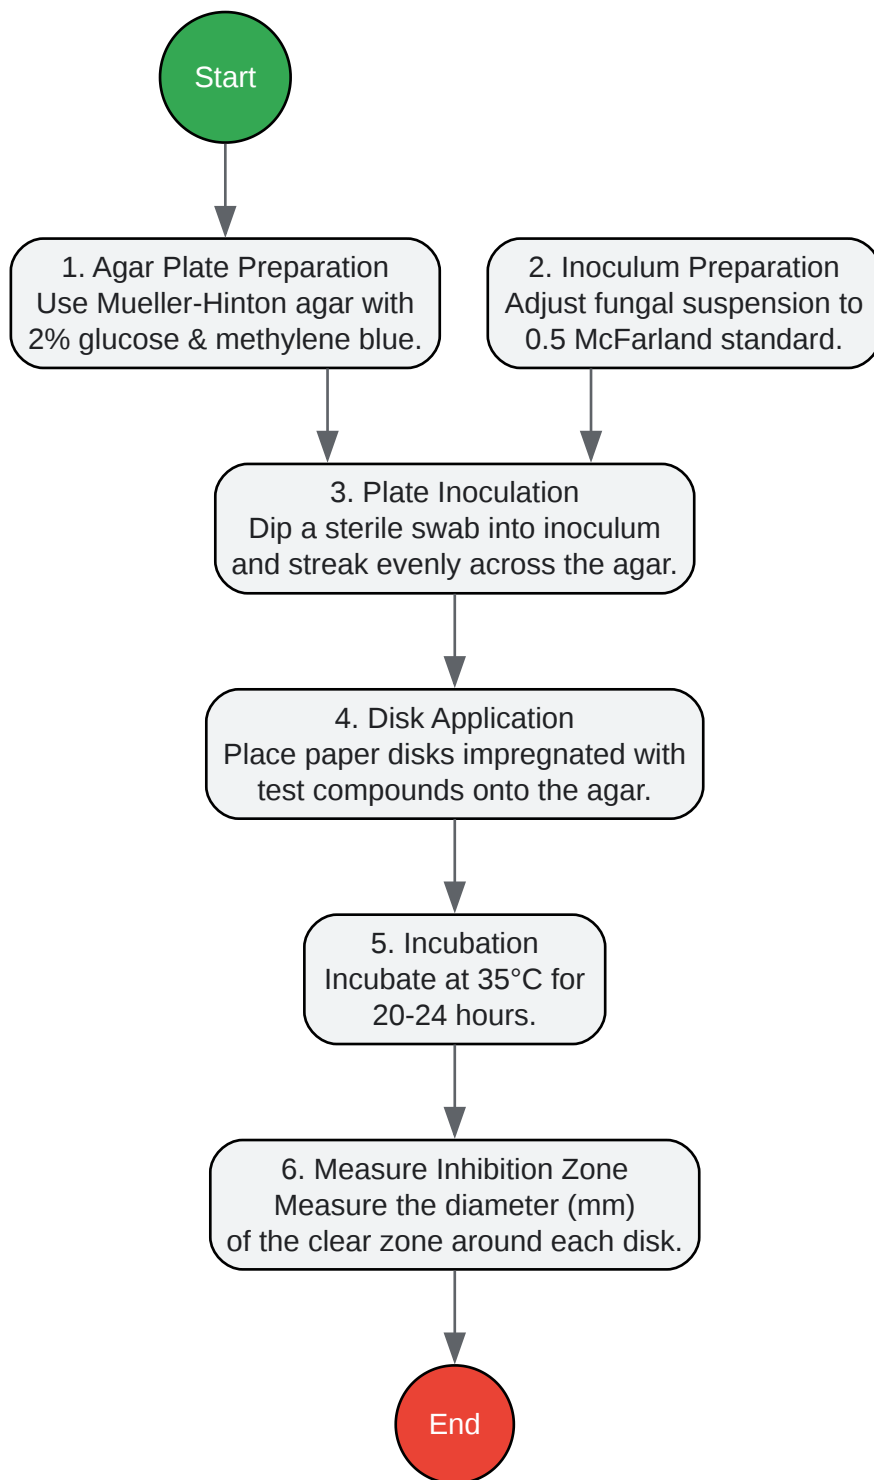 Start
1. Agar Plate Preparation
Use Mueller-Hinton agar with
2% glucose & methylene blue.
2. Inoculum Preparation
Adjust fungal suspension to
0.5 McFarland standard.
3. Plate Inoculation
Dip a sterile swab into inoculum
and streak evenly across the agar.
4. Disk Application
Place paper disks impregnated with
test compounds onto the agar.
5. Incubation
Incubate at 35°C for
20-24 hours.
6. Measure Inhibition Zone
Measure the diameter (mm)
of the clear zone around each disk.
End